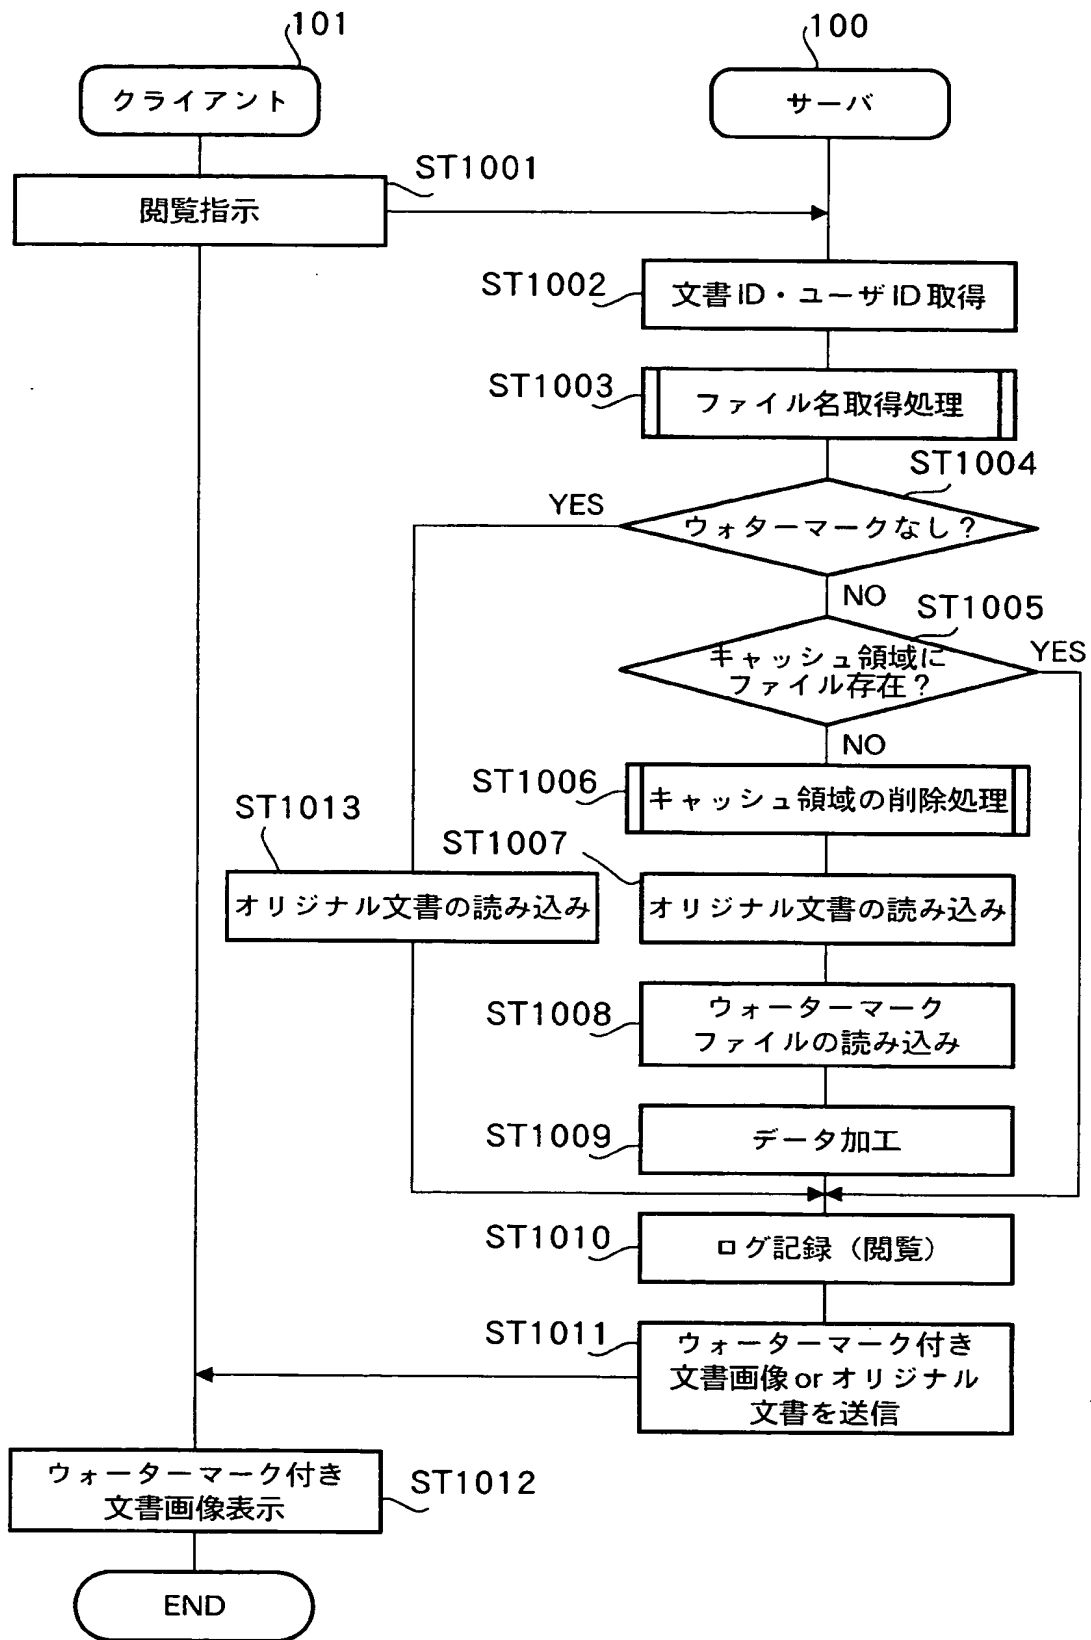 101
100
クライアント
サーバ
ST1001
閲覧指示
ST1002
文書ID・ユーザID取得
ST1003
ファイル名取得処理
ST1004
YES
ウォターマークなし?
NO
ST1005
キャッシュ領域に
ファイル存在?
YES
NO
ST1006
キャッシュ領域の削除処理
ST1013
ST1007
オリジナル文書の読み込み
オリジナル文書の読み込み
ST1008
ウォーターマーク
ファイルの読み込み
ST1009
データ加工
ST1010
ログ記録(閲覧)
ST1011
ウォーターマーク付き
文書画像orオリジナル
文書を送信
ウォーターマーク付き
文書画像表示
ST1012
END